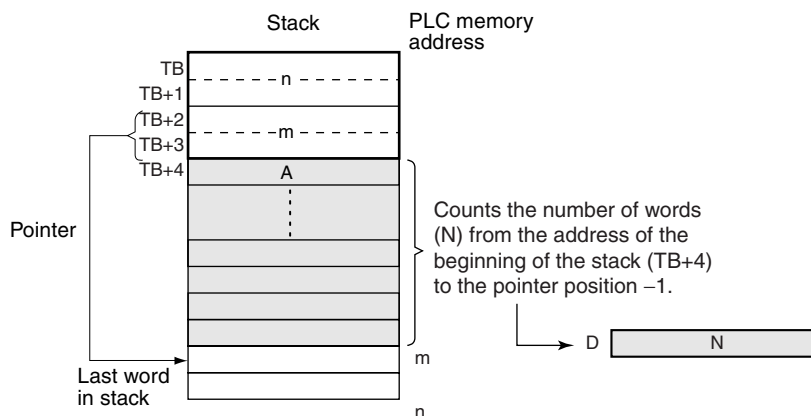 Stack
PLC memory
address
TB
n
TB+1
TB+2
m
TB+3
TB+4
A
Pointer
Counts the number of words
(N) from the address of the
beginning of the stack (TB+4)
to the pointer position −1.
D
N
m
Last word
in stack
n